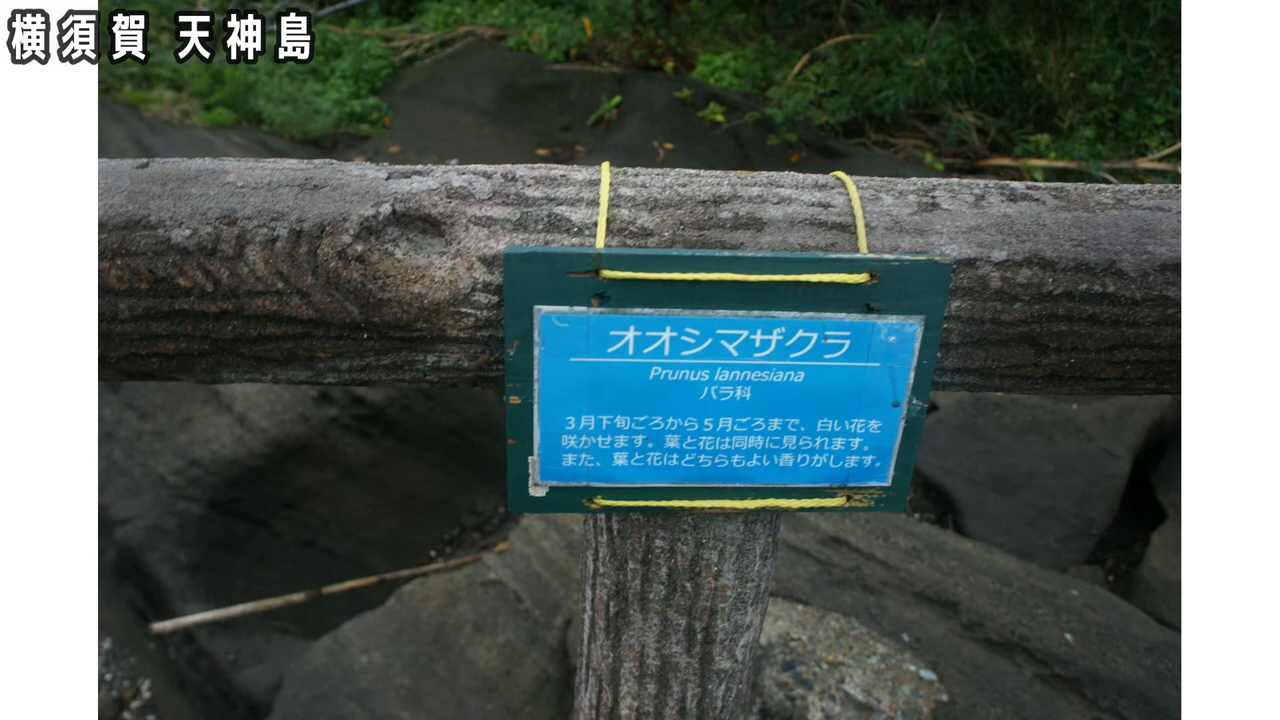 横須賀 天神島
オオシマザクラ
Prunus lannesiana
バラ科
３月下旬ごろから５月ごろまで、白い花を
咲かせます。葉と花は同時に見られます。
また、葉と花はどちらもよい香りがします。